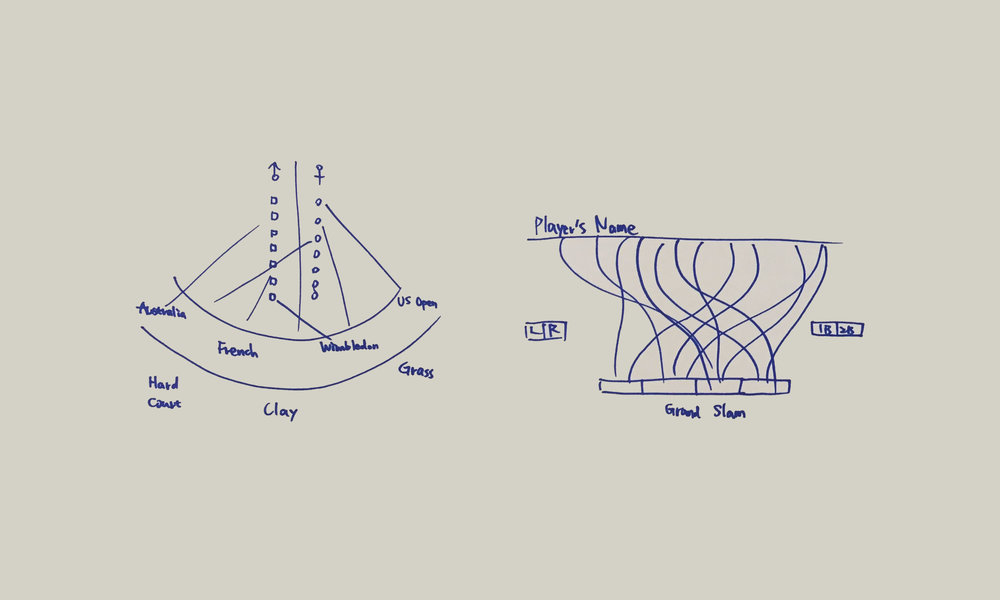 Australia
French
Wimbledon
US Open
Hard
Court
Clay
Grass
Player's Name
L R
1B 2B
Grand Slam